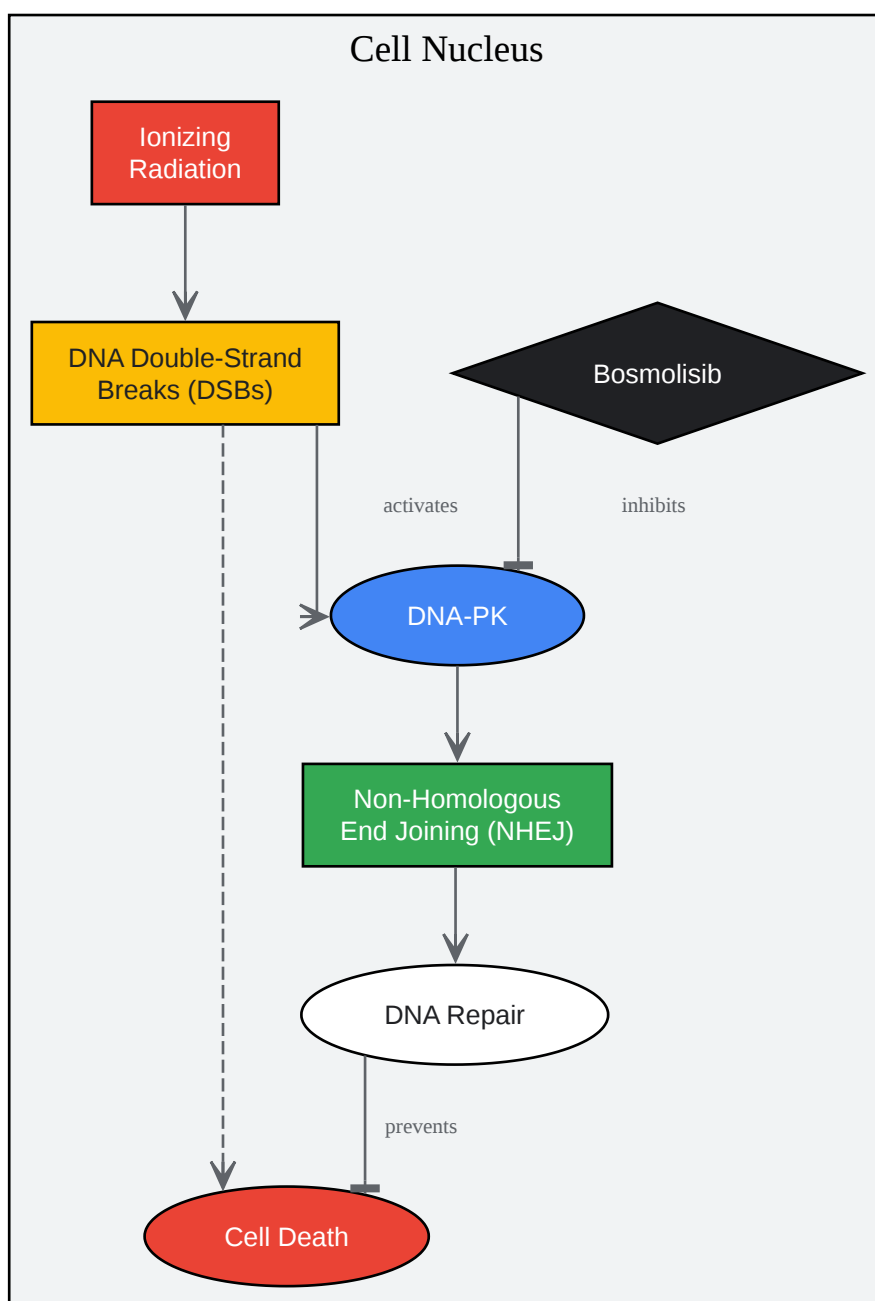 Cell Nucleus
Ionizing
Radiation
DNA Double-Strand
Breaks (DSBs)
Bosmolisib
activates
inhibits
DNA-PK
Non-Homologous
End Joining (NHEJ)
DNA Repair
prevents
Cell Death